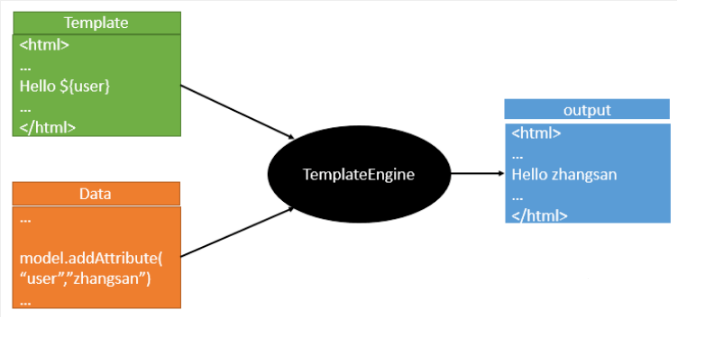 Template
<html>
...
Hello ${user}
...
</html>
Data
...
model.addAttribute(
“user”,”zhangsan”)
...
TemplateEngine
output
<html>
...
Hello zhangsan
...
</html>